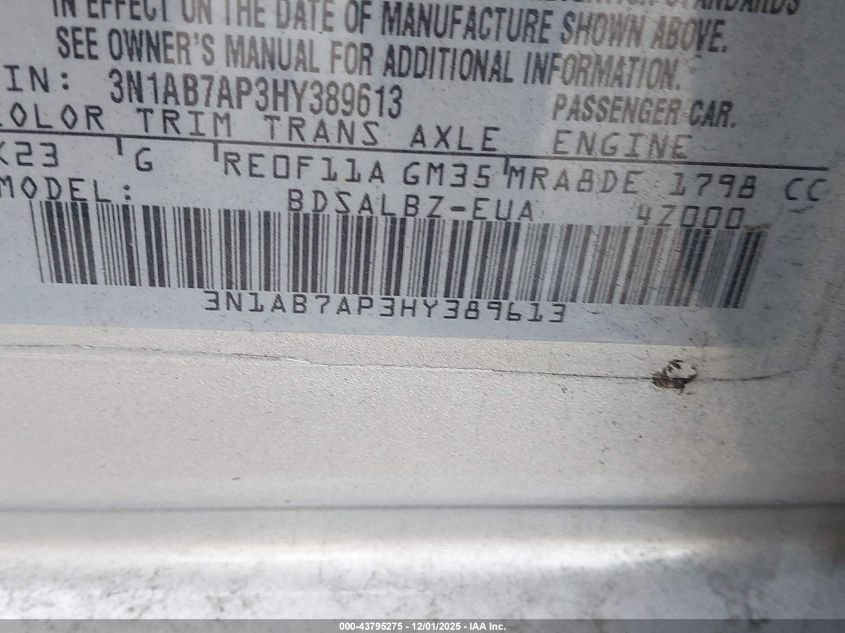 IN EFFECT ON THE DATE OF MANUFACTURE SHOWN ABOVE.
SEE OWNER'S MANUAL FOR ADDITIONAL INFORMATION.
IN: 3N1AB7AP3HY389613 PASSENGER CAR.
COLOR TRIM TRANS AXLE ENGINE
K23 G RE0F11A GM35 MRA8DE 1798 CC
MODEL: BDSALBZ-EUA 4Z000
3N1AB7AP3HY389613
000-43795275 - 12/01/2025 - IAA Inc.